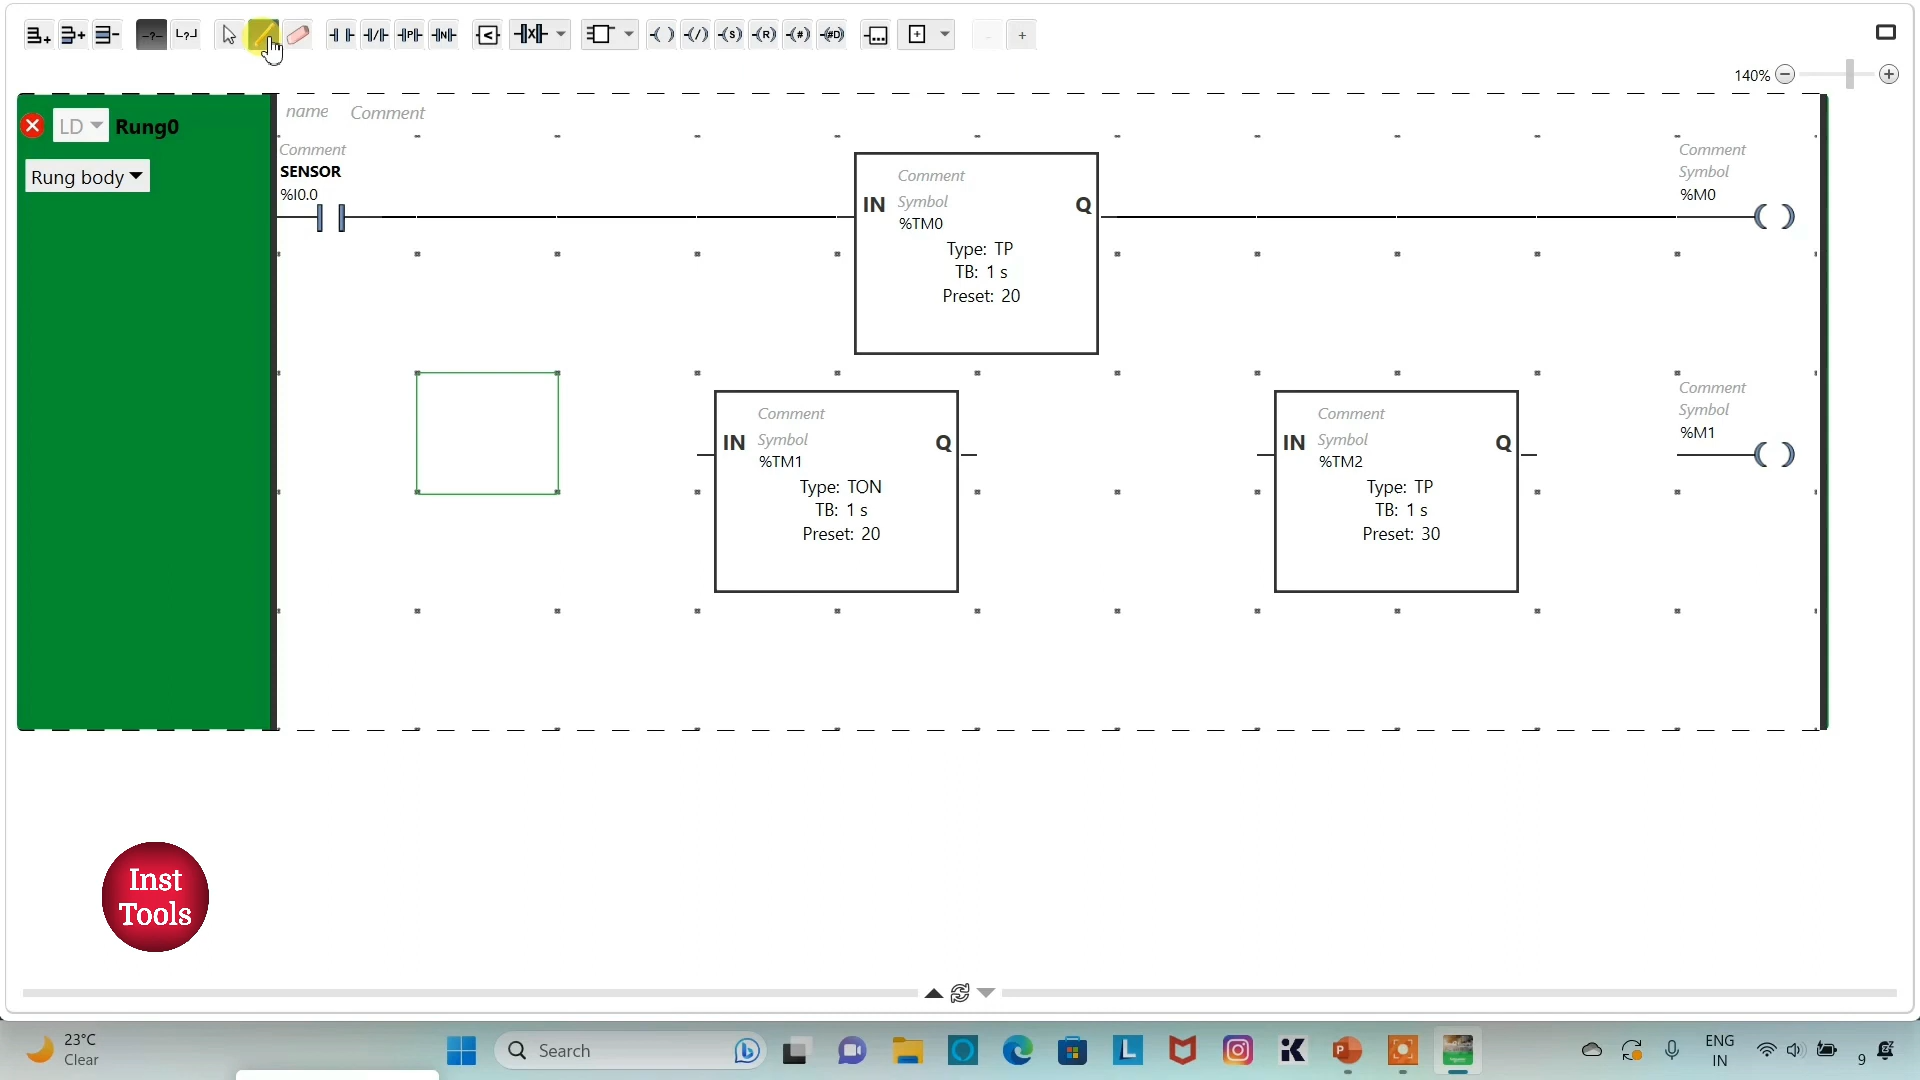 140%
LD Rung0
Rung body
name Comment
Comment
SENSOR
%I0.0
Comment
Symbol
IN Q
%TM0
Type: TP
TB: 1 s
Preset: 20
Comment
Symbol
%M0
Comment
Symbol
IN Q
%TM1
Type: TON
TB: 1 s
Preset: 20
Comment
Symbol
IN Q
%TM2
Type: TP
TB: 1 s
Preset: 30
Comment
Symbol
%M1
Inst
Tools
23°C
Clear
Search
ENG
IN
9